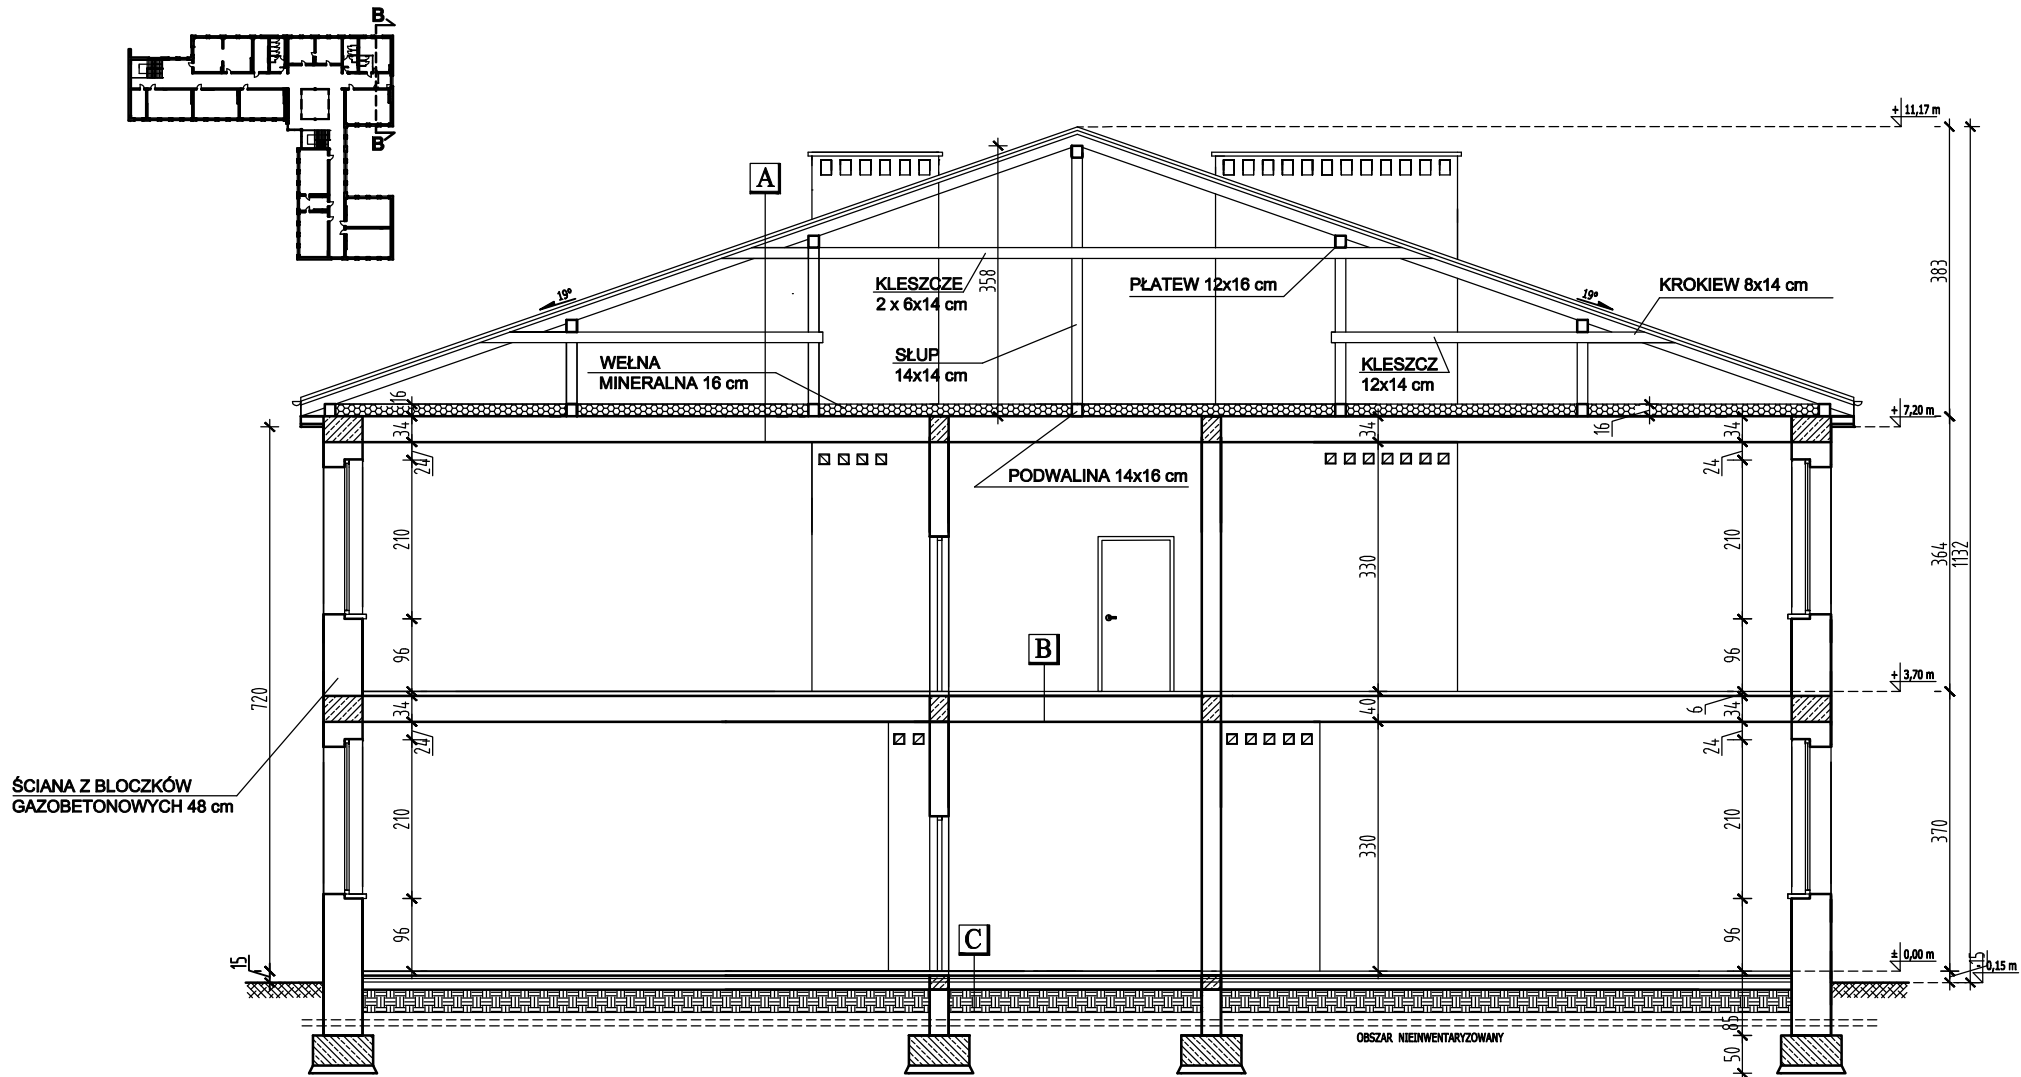 B
B
+ 11,17 m
A
358
383
KLESZCZE
2 x 6x14 cm
PŁATEW 12x16 cm
KROKIEW 8x14 cm
19°
19°
SŁUP
14x14 cm
WEŁNA
MINERALNA 16 cm
KLESZCZ
12x14 cm
16
16
+ 7,20 m
34
34
34
24
24
PODWALINA 14x16 cm
210
330
210
364
1132
B
96
96
+ 3,70 m
720
34
40
6
34
24
24
ŚCIANA Z BLOCZKÓW
GAZOBETONOWYCH 48 cm
210
330
210
370
C
96
96
± 0,00 m
15
15
- 0,15 m
85
OBSZAR NIEINWENTARYZOWANY
50